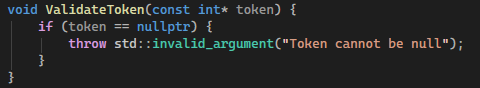 void ValidateToken(const int* token) {
    if (token == nullptr) {
        throw std::invalid_argument("Token cannot be null");
    }
}